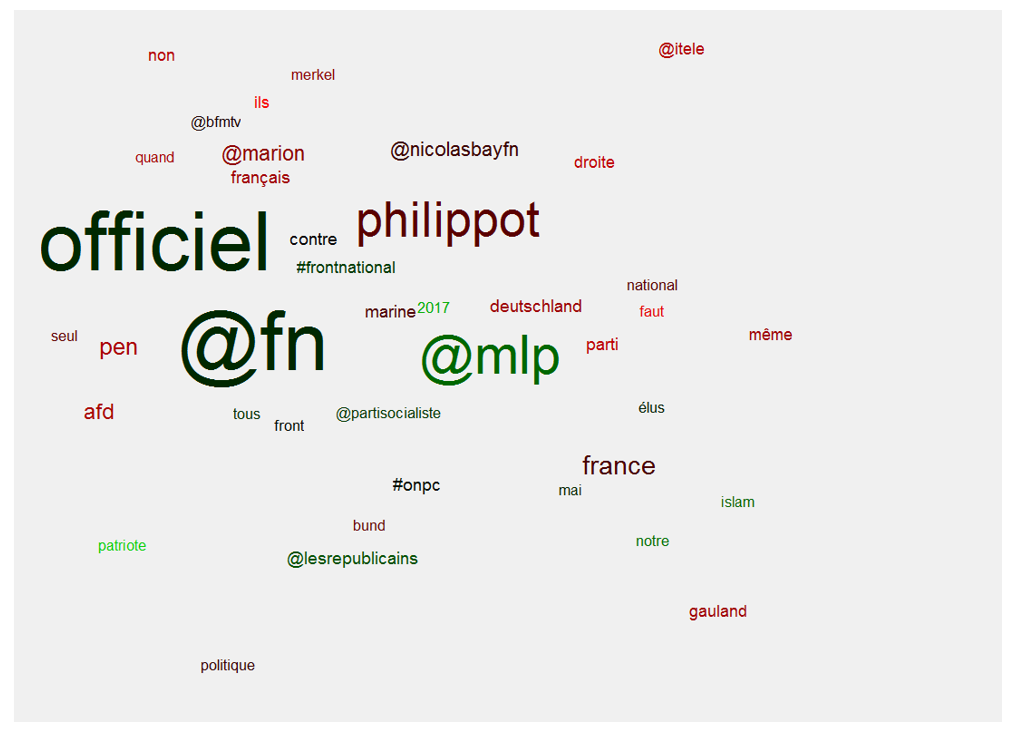 non
@itele
merkel
ils
@bfmtv
quand
@marion
@nicolasbayfn
droite
français
officiel
contre
philippot
#frontnational
national
marine
2017
deutschland
faut
seul
pen
@fn
@mlp
parti
même
afd
tous
front
@partisocialiste
élus
france
#onpc
mai
islam
bund
patriote
@lesrepublicains
notre
gauland
politique